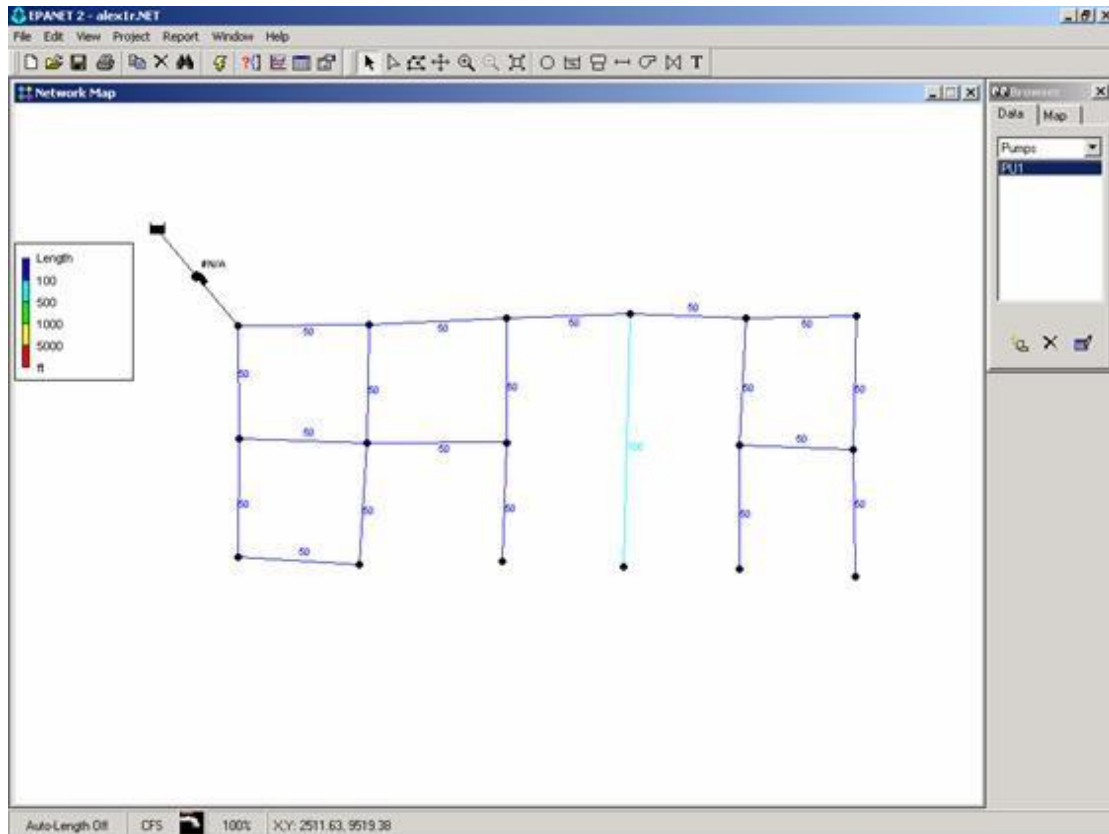 EPANET 2 - alex1r.NET
File Edit View Project Report Window Help
T
Network Map
Browser
Data Map
Pumps
PU1
#N/A
Length
100
500
1000
5000
ft
50 50 50 50 50
50 50 50 50 50
50 50 100 50
50 50 50 50 50
50
Auto-Length Off CFS 100% X,Y: 2511.63, 9519.38